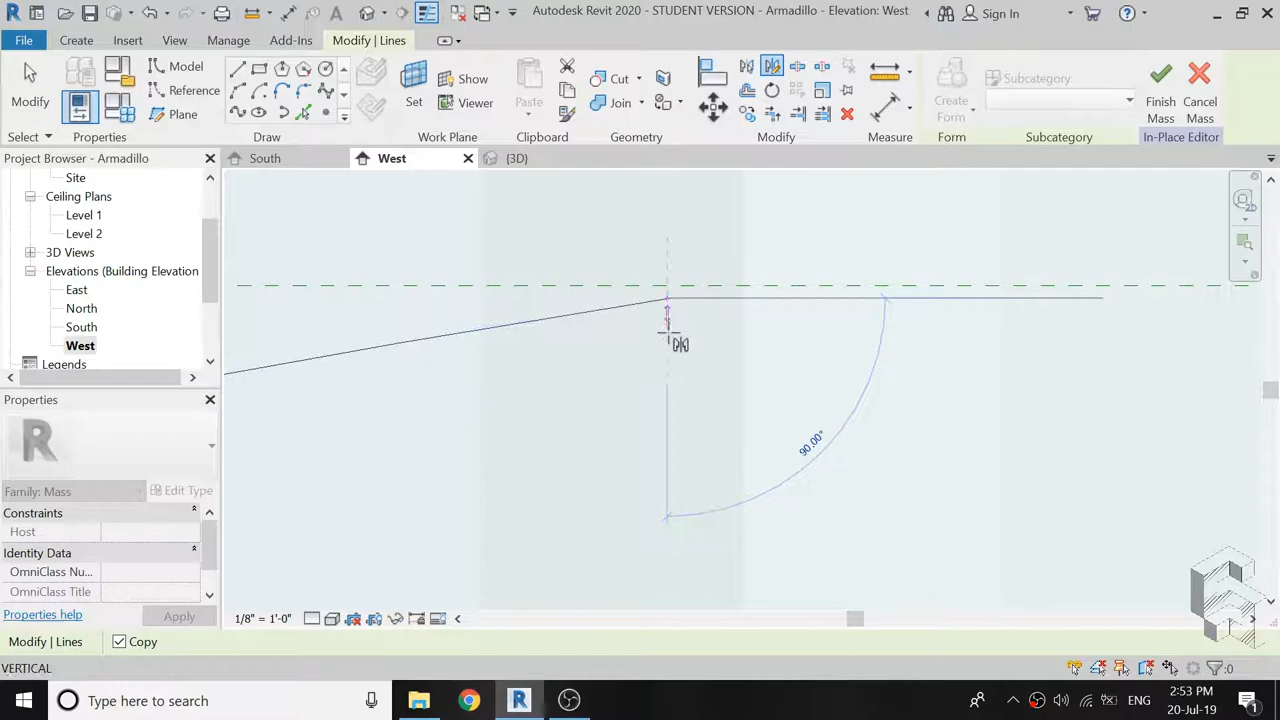 Autodesk Revit 2020 - STUDENT VERSION - Armadillo - Elevation: West
Sign In
File Create Insert View Manage Add-Ins Modify | Lines
Modify
Model
Reference
Plane
Set
Show
Viewer
Paste
Cut
Join
Create Form
Subcategory
Finish Mass
Cancel Mass
Select Properties Draw Work Plane Clipboard Geometry Modify Measure Form Subcategory In-Place Editor
Project Browser - Armadillo
South
West
{3D}
Site
Ceiling Plans
Level 1
Level 2
3D Views
Elevations (Building Elevation
East
North
South
West
Legends
Properties
R
Family: Mass
Edit Type
Constraints
Host
Identity Data
OmniClass Nu...
OmniClass Title
Properties help
Apply
90.00°
1/8" = 1'-0"
Modify | Lines
Copy
VERTICAL
:0
Type here to search
R
ENG
2:53 PM
20-Jul-19
1